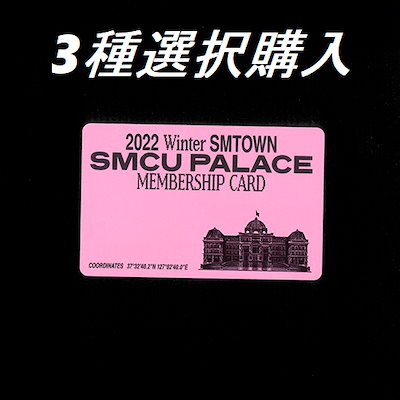 3種選択購入
2022 Winter SMTOWN
SMCU PALACE
MEMBERSHIP CARD
COORDINATES 37°32'40.2"N 127°02'40.0"E